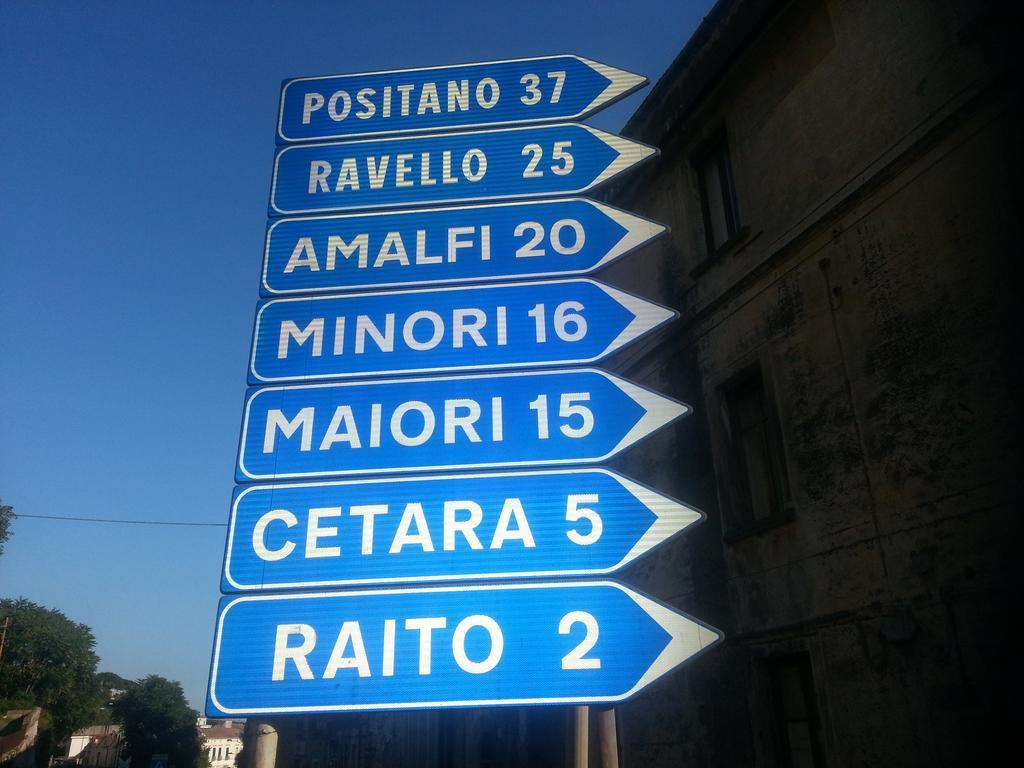 POSITANO 37
RAVELLO 25
AMALFI 20
MINORI 16
MAIORI 15
CETARA 5
RAITO 2